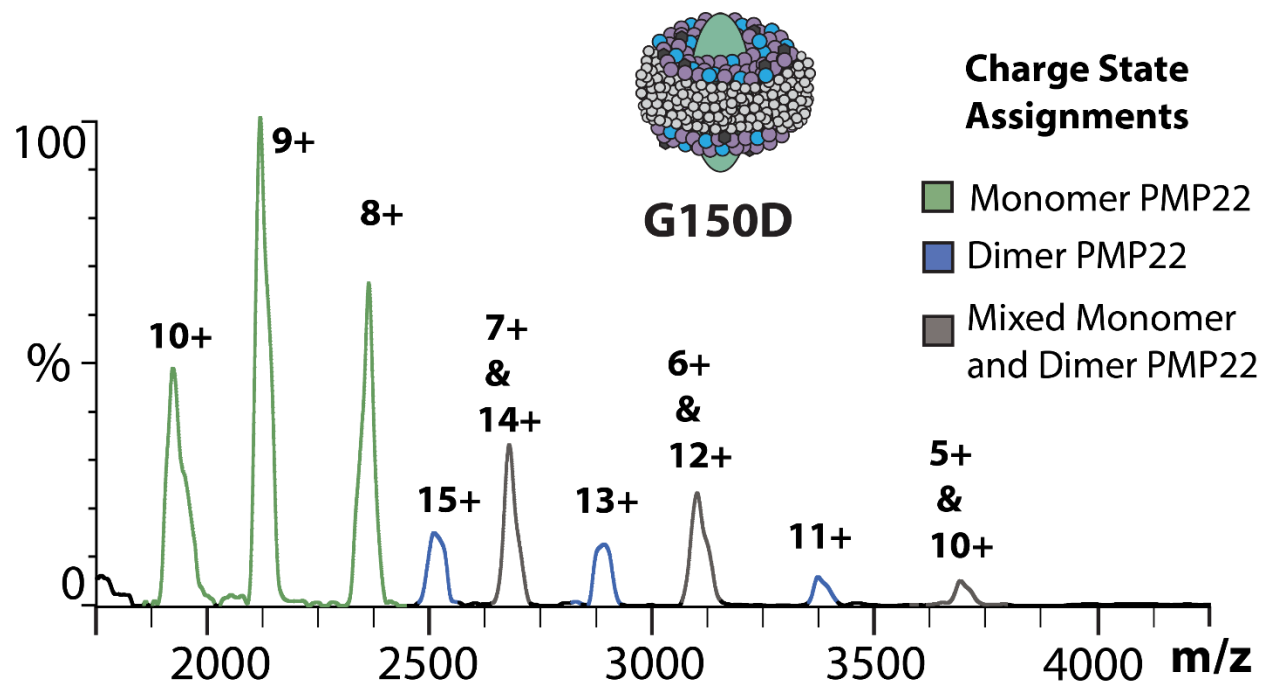 Charge State
Assignments
Monomer PMP22
Dimer PMP22
Mixed Monomer
and Dimer PMP22
G150D
100
%
0
10+
9+
8+
15+
7+
&
14+
13+
6+
&
12+
11+
5+
&
10+
2000
2500
3000
3500
4000
m/z